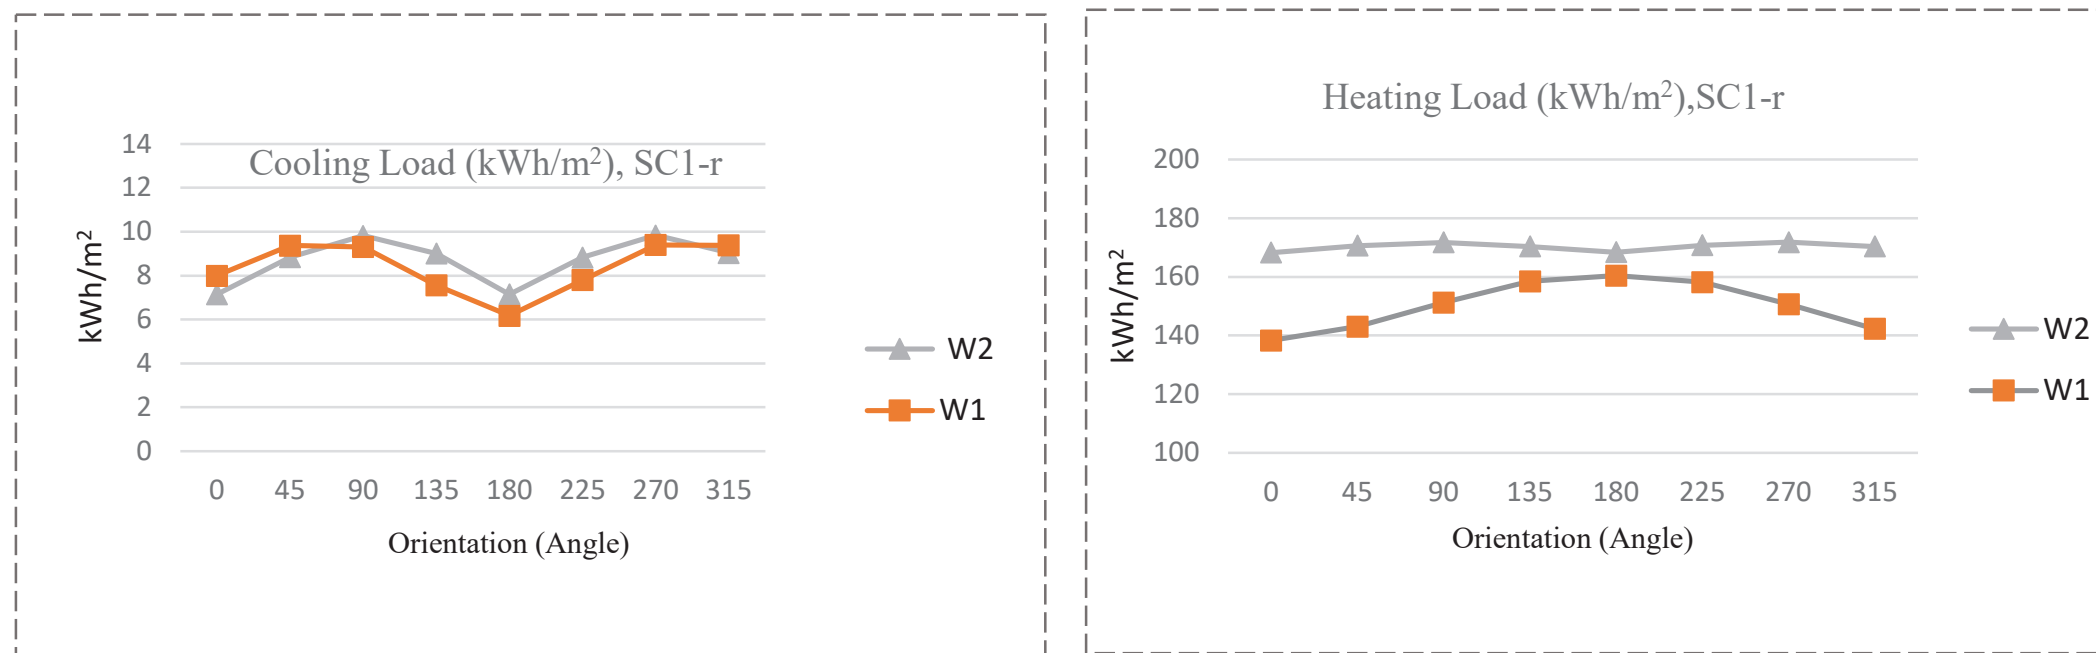 Cooling Load (kWh/m²), SC1-r
14
12
10
8
6
4
2
0
kWh/m²
0 45 90 135 180 225 270 315
Orientation (Angle)
W2
W1
Heating Load (kWh/m²),SC1-r
200
180
160
140
120
100
kWh/m²
0 45 90 135 180 225 270 315
Orientation (Angle)
W2
W1